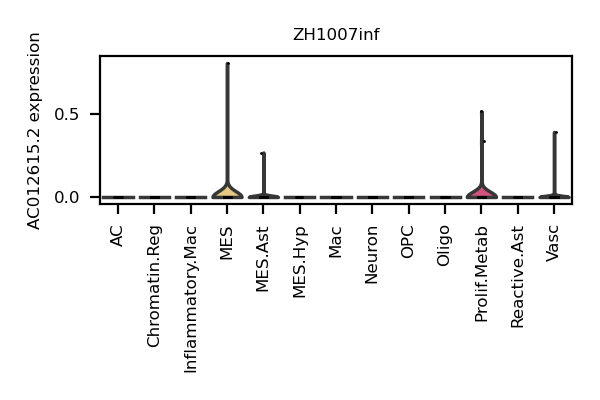 ZH1007inf
AC012615.2 expression
0.5
0.0
AC
Chromatin.Reg
Inflammatory.Mac
MES
MES.Ast
MES.Hyp
Mac
Neuron
OPC
Oligo
Prolif.Metab
Reactive.Ast
Vasc